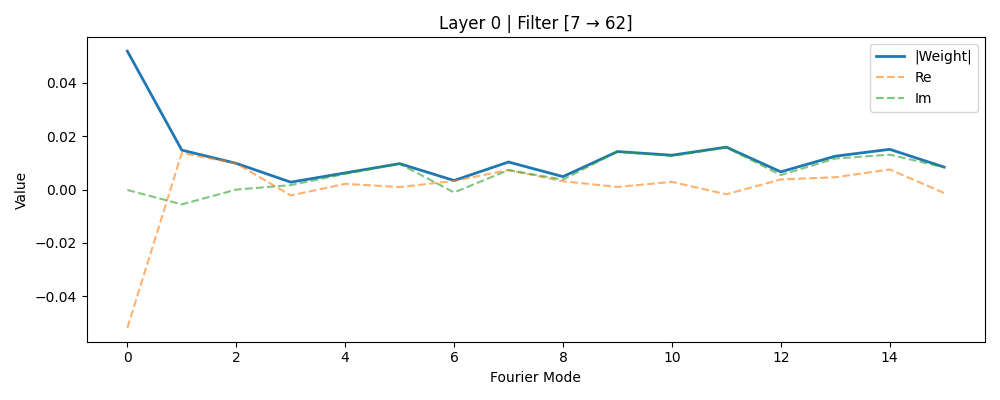 Layer 0 | Filter [7 → 62]
|Weight|
Re
Im
Value
0.04
0.02
0.00
−0.02
−0.04
0 2 4 6 8 10 12 14
Fourier Mode